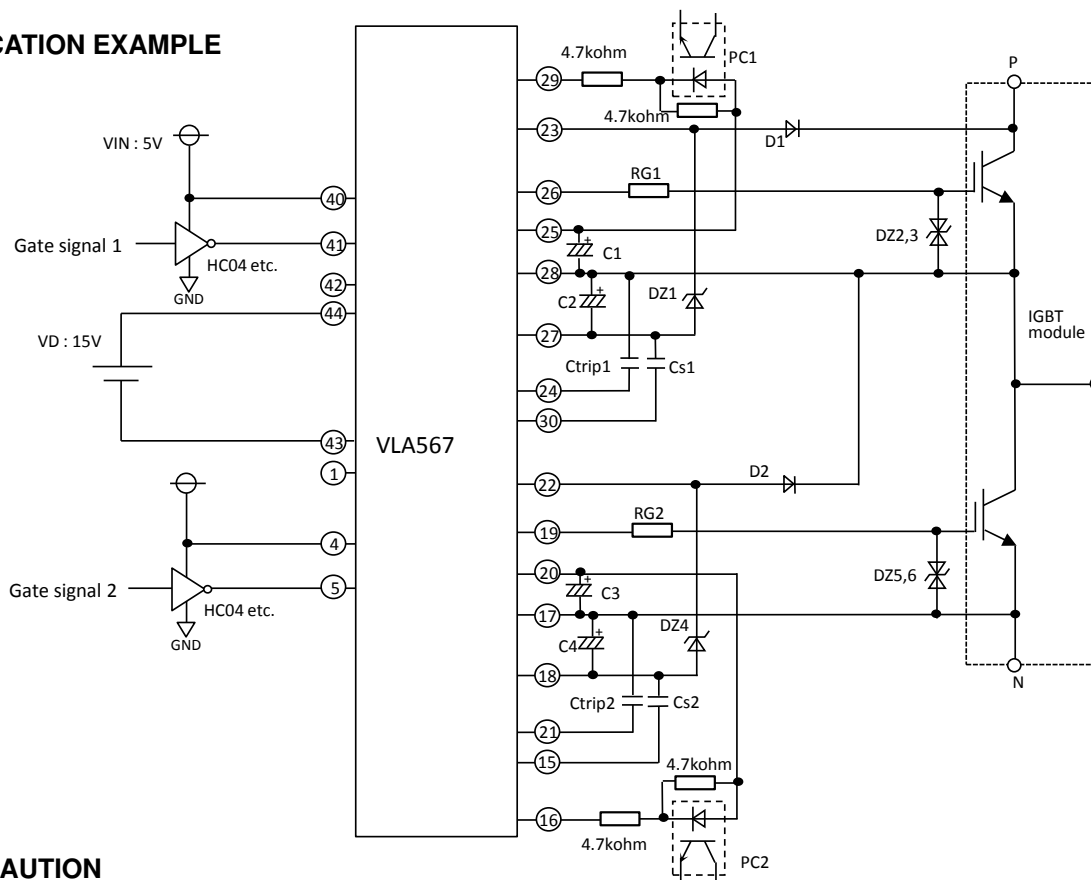 CATION EXAMPLE
4.7kohm
PC1
29
4.7kohm
P
VIN : 5V
23
D1
RG1
40
26
Gate signal 1
41
25
DZ2,3
C1
HC04 etc.
42
28
GND
44
C2
DZ1
IGBT
module
VD : 15V
27
Ctrip1
Cs1
24
30
43
VLA567
1
22
D2
RG2
4
19
20
Gate signal 2
5
C3
DZ5,6
HC04 etc.
17
DZ4
GND
C4
18
N
Ctrip2
Cs2
21
15
4.7kohm
16
4.7kohm
PC2
AUTION